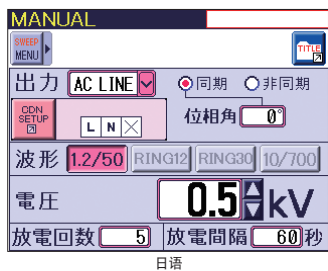 MANUAL
SWEEP
MENU
TITLE
出力 AC LINE 同期 非同期
CDN
SETUP
L N
位相角 0°
波形 1.2/50 RING12 RING30 10/700
電圧 0.5 kV
放電回数 5 放電間隔 60 秒
日语